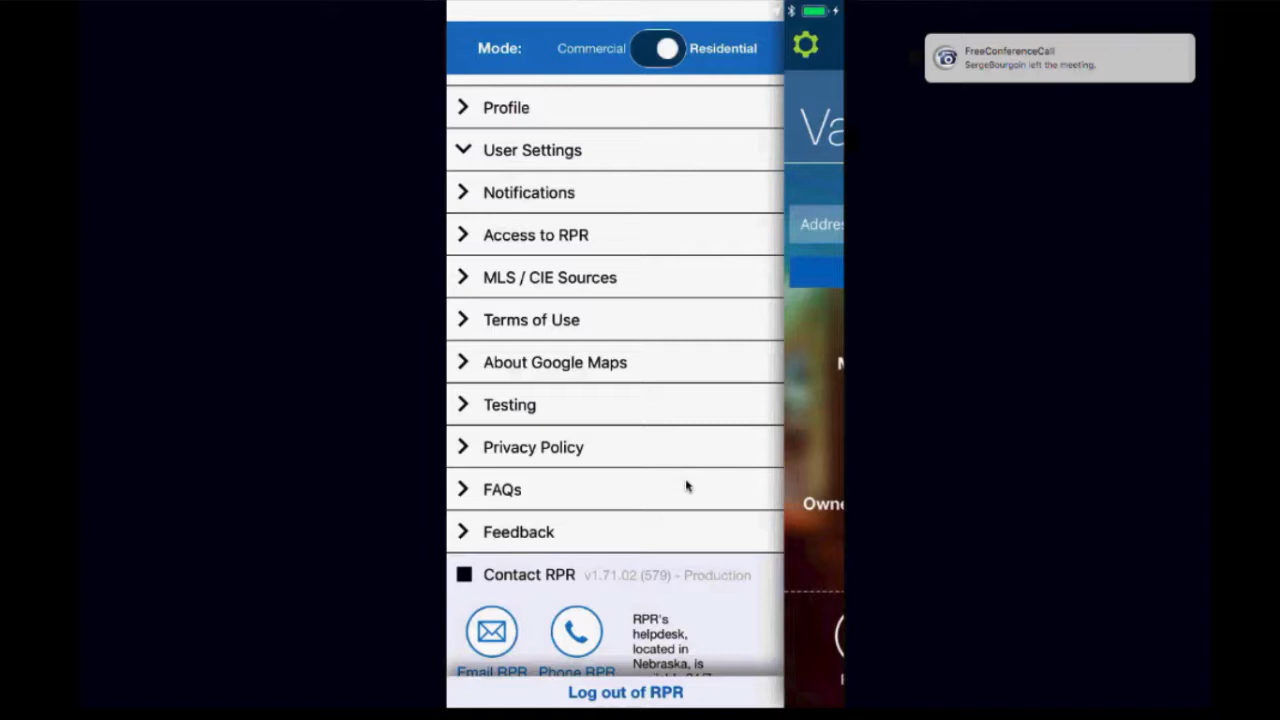 Mode: Commercial Residential
FreeConferenceCall
SergeBourgoin left the meeting.
Profile
User Settings
Notifications
Access to RPR
MLS / CIE Sources
Terms of Use
About Google Maps
Testing
Privacy Policy
FAQs
Feedback
Contact RPR v1.71.02 (579) – Production
Email RPR Phone RPR
RPR's
helpdesk,
located in
Nebraska, is
Log out of RPR
Va
Addre
Owne